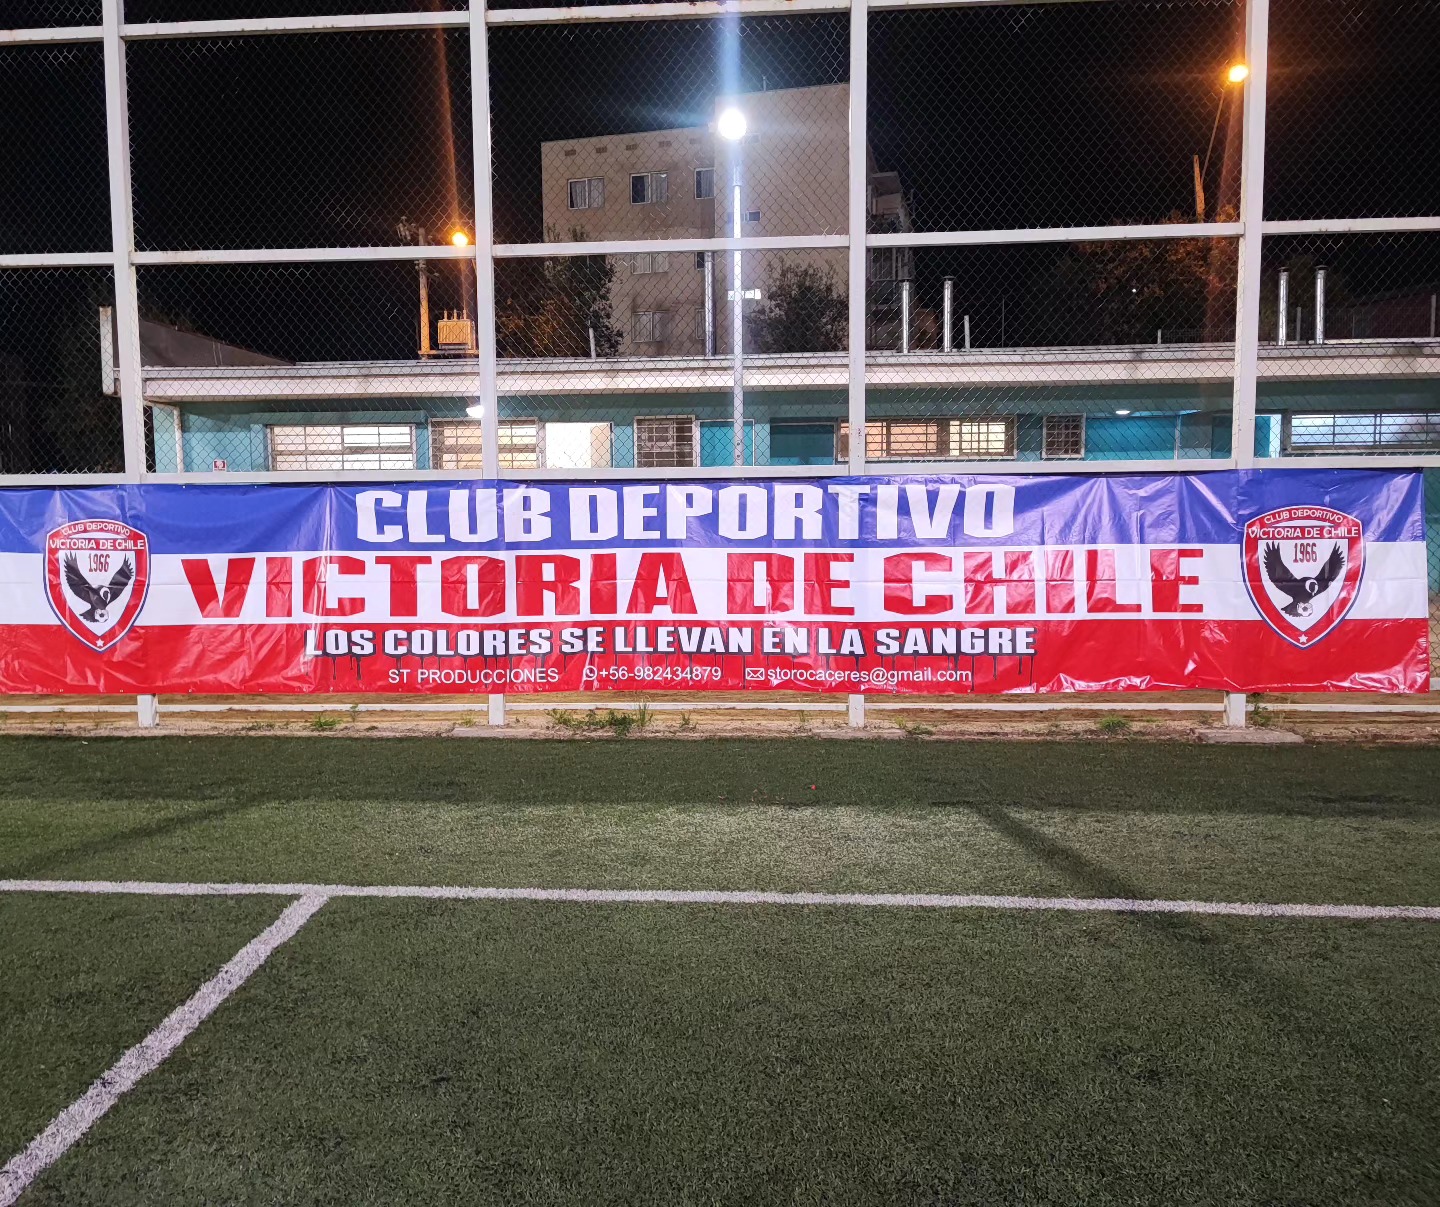 CLUB DEPORTIVO
VICTORIA DE CHILE
LOS COLORES SE LLEVAN EN LA SANGRE
ST PRODUCCIONES +56-982434879 storocaceres@gmail.com
CLUB DEPORTIVO
VICTORIA DE CHILE
1966
CLUB DEPORTIVO
VICTORIA DE CHILE
1966